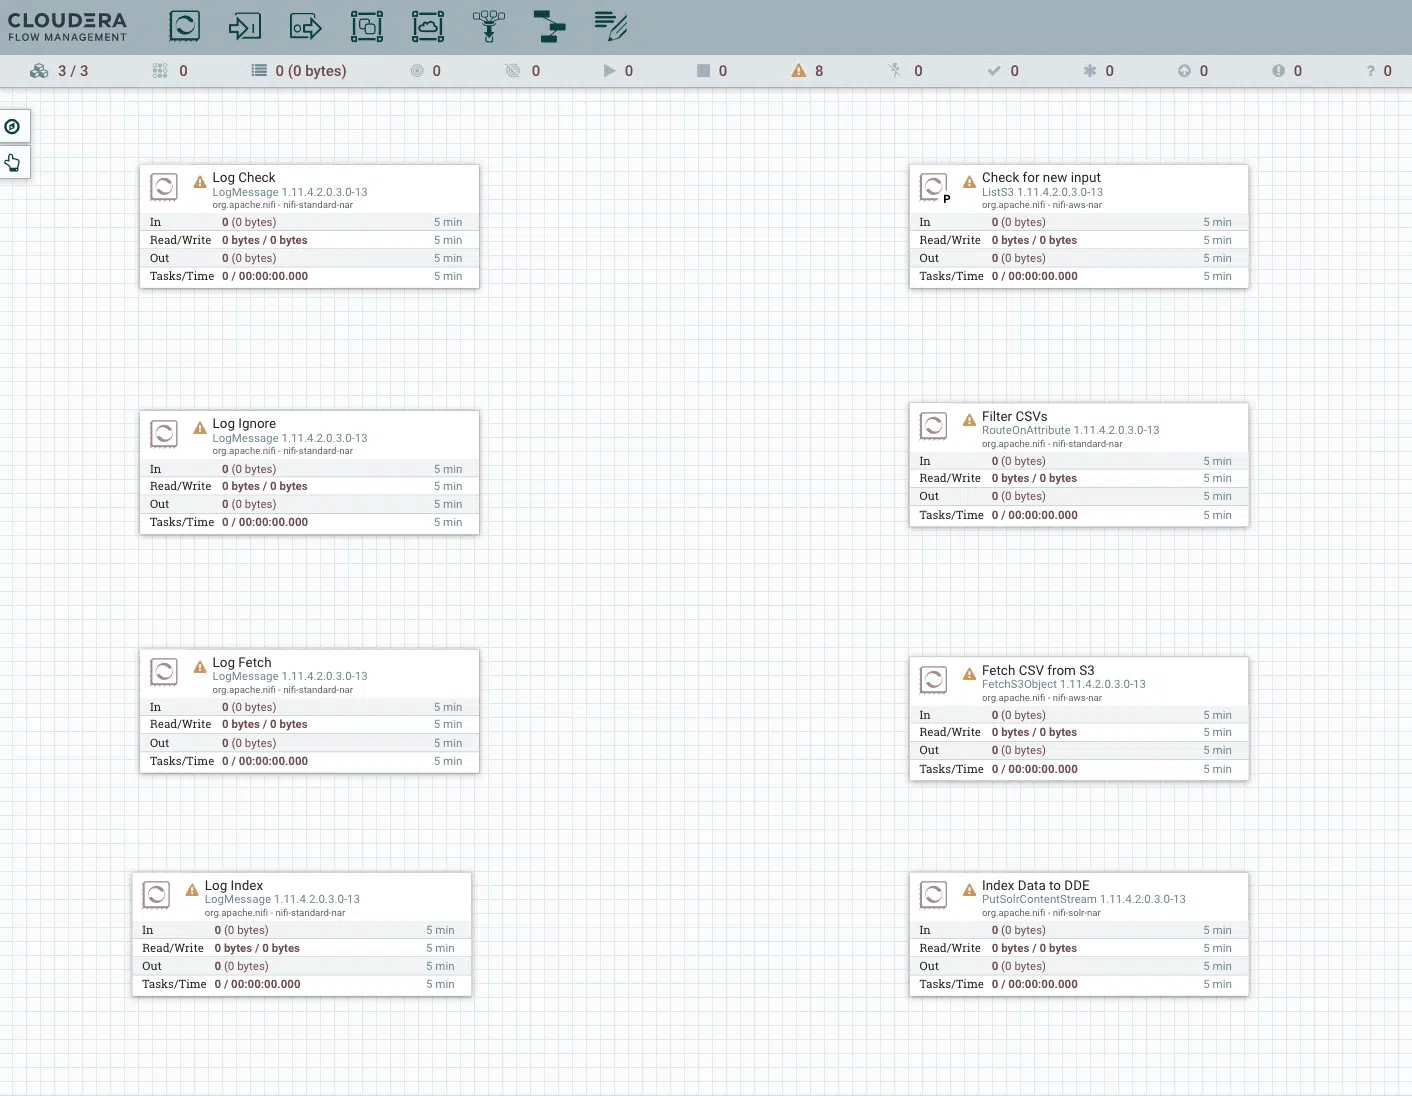 CLOUDERA
FLOW MANAGEMENT
3 / 3 0 0 (0 bytes) 0 0 0 0 8 0 0 0 0 0 ? 0
Log Check
LogMessage 1.11.4.2.0.3.0-13
org.apache.nifi - nifi-standard-nar
In 0 (0 bytes) 5 min
Read/Write 0 bytes / 0 bytes 5 min
Out 0 (0 bytes) 5 min
Tasks/Time 0 / 00:00:00.000 5 min
P
Check for new input
ListS3 1.11.4.2.0.3.0-13
org.apache.nifi - nifi-aws-nar
In 0 (0 bytes) 5 min
Read/Write 0 bytes / 0 bytes 5 min
Out 0 (0 bytes) 5 min
Tasks/Time 0 / 00:00:00.000 5 min
Log Ignore
LogMessage 1.11.4.2.0.3.0-13
org.apache.nifi - nifi-standard-nar
In 0 (0 bytes) 5 min
Read/Write 0 bytes / 0 bytes 5 min
Out 0 (0 bytes) 5 min
Tasks/Time 0 / 00:00:00.000 5 min
Filter CSVs
RouteOnAttribute 1.11.4.2.0.3.0-13
org.apache.nifi - nifi-standard-nar
In 0 (0 bytes) 5 min
Read/Write 0 bytes / 0 bytes 5 min
Out 0 (0 bytes) 5 min
Tasks/Time 0 / 00:00:00.000 5 min
Log Fetch
LogMessage 1.11.4.2.0.3.0-13
org.apache.nifi - nifi-standard-nar
In 0 (0 bytes) 5 min
Read/Write 0 bytes / 0 bytes 5 min
Out 0 (0 bytes) 5 min
Tasks/Time 0 / 00:00:00.000 5 min
Fetch CSV from S3
FetchS3Object 1.11.4.2.0.3.0-13
org.apache.nifi - nifi-aws-nar
In 0 (0 bytes) 5 min
Read/Write 0 bytes / 0 bytes 5 min
Out 0 (0 bytes) 5 min
Tasks/Time 0 / 00:00:00.000 5 min
Log Index
LogMessage 1.11.4.2.0.3.0-13
org.apache.nifi - nifi-standard-nar
In 0 (0 bytes) 5 min
Read/Write 0 bytes / 0 bytes 5 min
Out 0 (0 bytes) 5 min
Tasks/Time 0 / 00:00:00.000 5 min
Index Data to DDE
PutSolrContentStream 1.11.4.2.0.3.0-13
org.apache.nifi - nifi-solr-nar
In 0 (0 bytes) 5 min
Read/Write 0 bytes / 0 bytes 5 min
Out 0 (0 bytes) 5 min
Tasks/Time 0 / 00:00:00.000 5 min